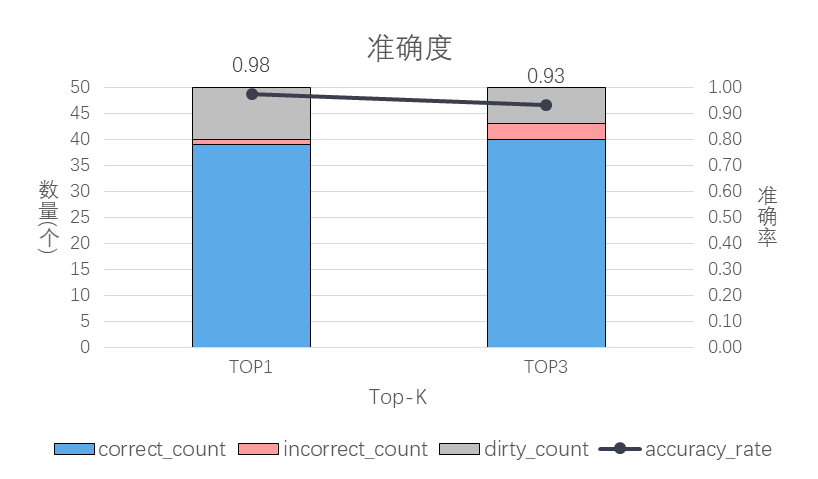 准确度
0.98
0.93
50
45
40
35
30
25
20
15
10
5
0
数量(个)
1.00
0.90
0.80
0.70
0.60
0.50
0.40
0.30
0.20
0.10
0.00
准确率
TOP1
TOP3
Top-K
correct_count
incorrect_count
dirty_count
accuracy_rate